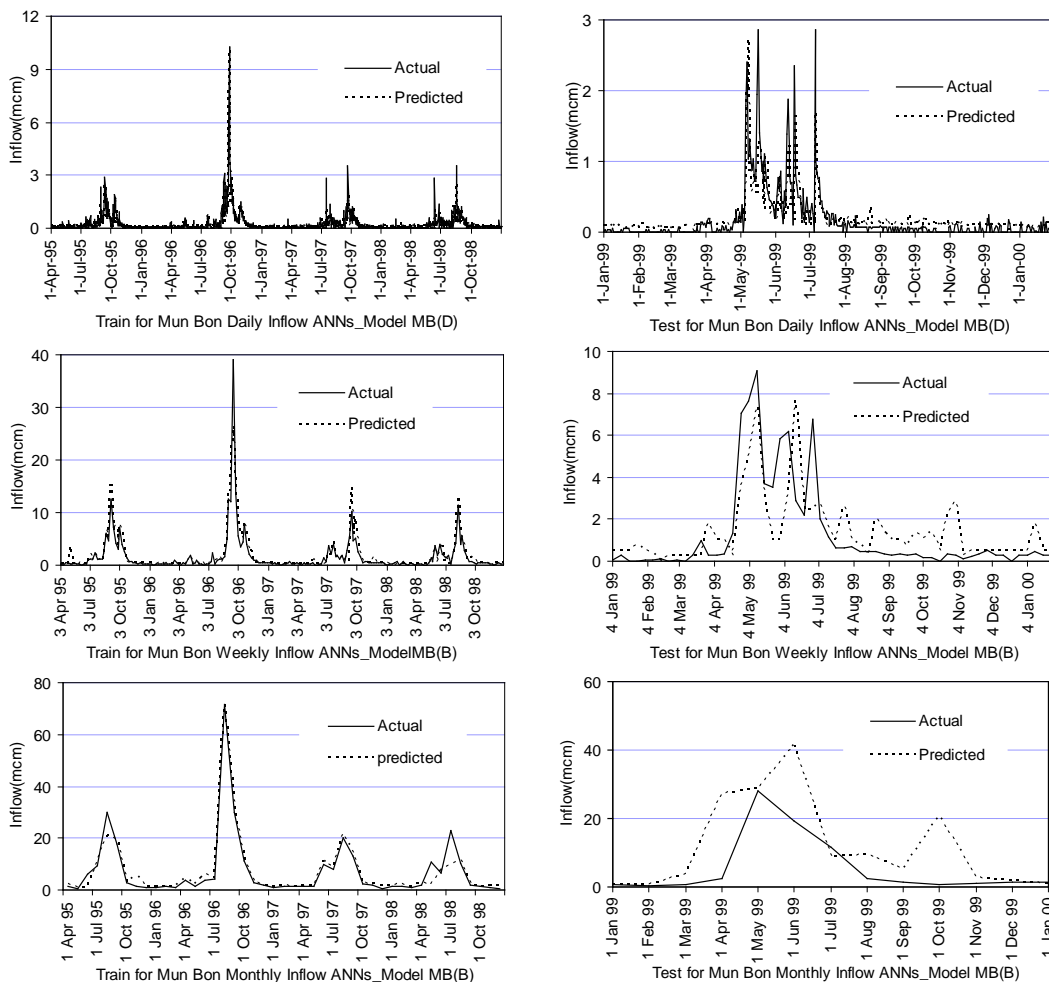 12
9
6
3
0
Inflow(mcm)
Actual
Predicted
1-Apr-95
1-Jul-95
1-Oct-95
1-Jan-96
1-Apr-96
1-Jul-96
1-Oct-96
1-Jan-97
1-Apr-97
1-Jul-97
1-Oct-97
1-Jan-98
1-Apr-98
1-Jul-98
1-Oct-98
Train for Mun Bon Daily Inflow ANNs_Model MB(D)
3
2
1
0
Inflow(mcm)
Actual
Predicted
1-Jan-99
1-Feb-99
1-Mar-99
1-Apr-99
1-May-99
1-Jun-99
1-Jul-99
1-Aug-99
1-Sep-99
1-Oct-99
1-Nov-99
1-Dec-99
1-Jan-00
Test for Mun Bon Daily Inflow ANNs_Model MB(D)
40
30
20
10
0
Inflow(mcm)
Actual
Predicted
3 Apr 95
3 Jul 95
3 Oct 95
3 Jan 96
3 Apr 96
3 Jul 96
3 Oct 96
3 Jan 97
3 Apr 97
3 Jul 97
3 Oct 97
3 Jan 98
3 Apr 98
3 Jul 98
3 Oct 98
Train for Mun Bon Weekly Inflow ANNs_ModelMB(B)
10
8
6
4
2
0
Inflow(mcm)
Actual
Predicted
4 Jan 99
4 Feb 99
4 Mar 99
4 Apr 99
4 May 99
4 Jun 99
4 Jul 99
4 Aug 99
4 Sep 99
4 Oct 99
4 Nov 99
4 Dec 99
4 Jan 00
Test for Mun Bon Weekly Inflow ANNs_Model MB(B)
80
60
40
20
0
Inflow(mcm)
Actual
predicted
1 Apr 95
1 Jul 95
1 Oct 95
1 Jan 96
1 Apr 96
1 Jul 96
1 Oct 96
1 Jan 97
1 Apr 97
1 Jul 97
1 Oct 97
1 Jan 98
1 Apr 98
1 Jul 98
1 Oct 98
Train for Mun Bon Monthly Inflow ANNs_Model MB(B)
60
40
20
0
Inflow(mcm)
Actual
Predicted
1 Jan 99
1 Feb 99
1 Mar 99
1 Apr 99
1 May 99
1 Jun 99
1 Jul 99
1 Aug 99
1 Sep 99
1 Oct 99
1 Nov 99
1 Dec 99
1 Jan 00
Test for Mun Bon Monthly Inflow ANNs_Model MB(B)